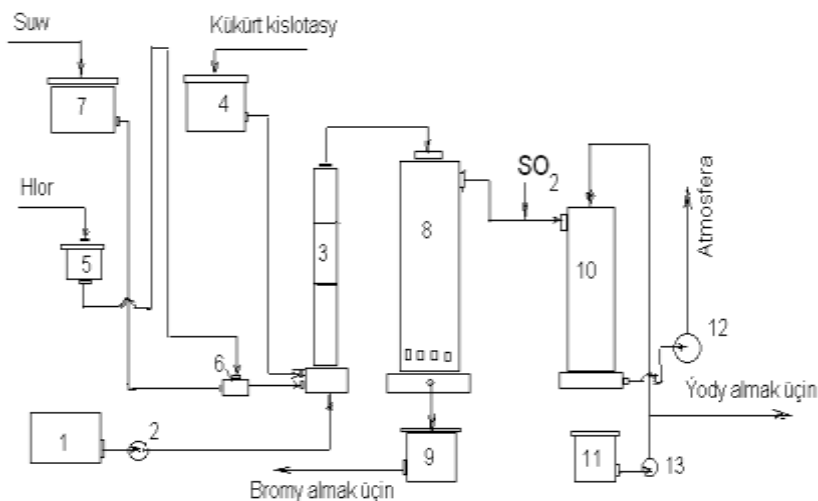 Suw
Kükürt kislotasy
7
4
Hlor
5
6
3
8
SO2
10
Atmosfera
12
1
2
9
11
13
Ýody almak üçin
Bromy almak üçin